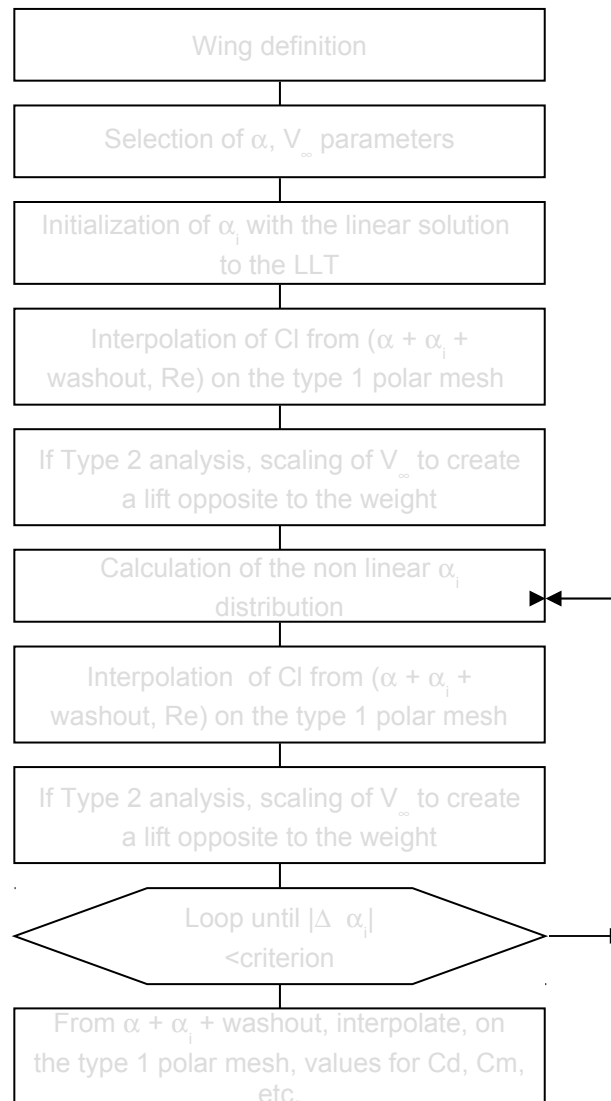 Wing definition
Selection of α, V∞ parameters
Initialization of αi with the linear solution
to the LLT
Interpolation of Cl from (α + αi +
washout, Re) on the type 1 polar mesh
If Type 2 analysis, scaling of V∞ to create
a lift opposite to the weight
Calculation of the non linear αi
distribution
Interpolation  of Cl from (α + αi +
washout, Re) on the type 1 polar mesh
If Type 2 analysis, scaling of V∞ to create
a lift opposite to the weight
Loop until |Δ  αi|
<criterion
From α + αi + washout, interpolate, on
the type 1 polar mesh, values for Cd, Cm,
etc.